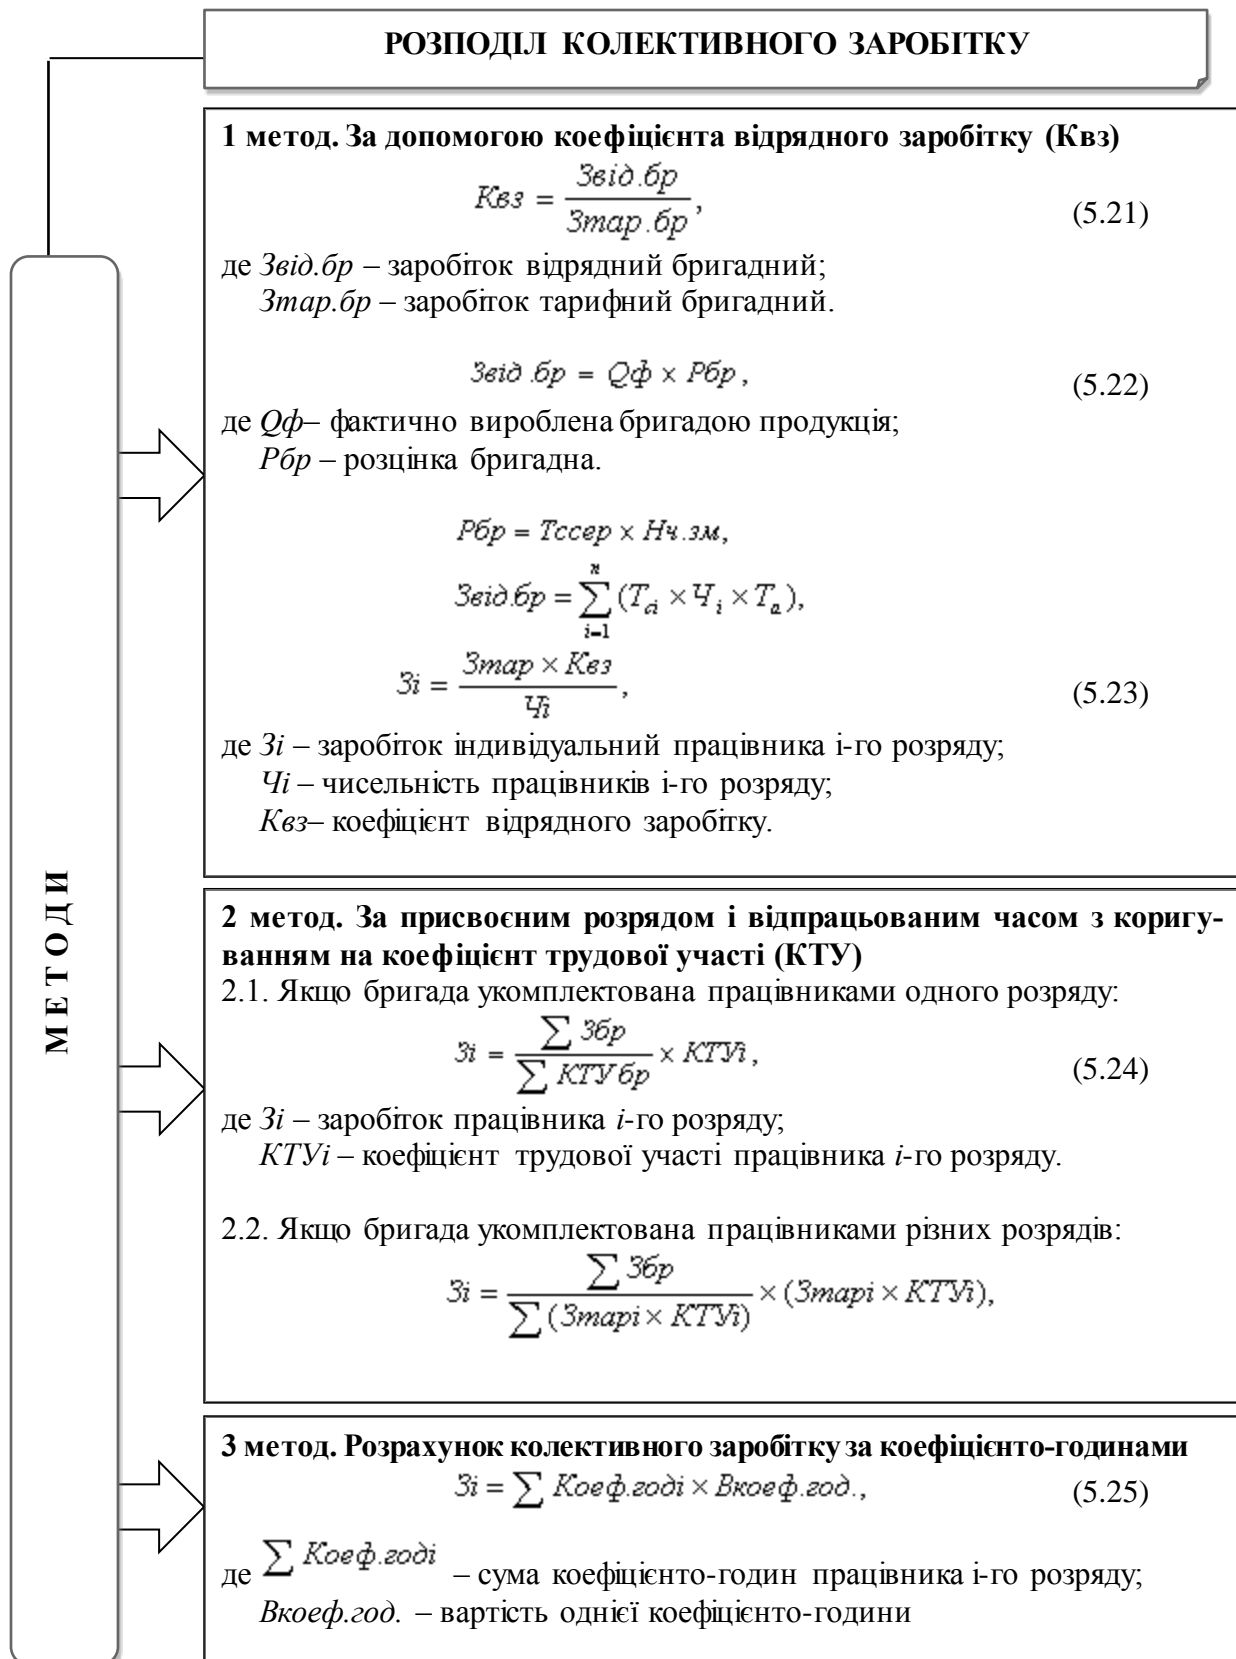 РОЗПОДІЛ КОЛЕКТИВНОГО ЗАРОБІТКУ
МЕТОДИ
1 метод. За допомогою коефіцієнта відрядного заробітку (Квз)
Квз = Звід.бр / Зтар.бр, (5.21)
де Звід.бр – заробіток відрядний бригадний;
Зтар.бр – заробіток тарифний бригадний.
Звід.бр = Qф × Рбр, (5.22)
де Qф– фактично вироблена бригадою продукція;
Рбр – розцінка бригадна.
Рбр = Тссер × Нч.зм,
Звід.бр = ∑ i=1 n (Tci × Чi × Ta),
Зі = Зтар × Квз / Чі, (5.23)
де Зі – заробіток індивідуальний працівника і-го розряду;
Чі – чисельність працівників і-го розряду;
Квз– коефіцієнт відрядного заробітку.
2 метод. За присвоєним розрядом і відпрацьованим часом з коригу-
ванням на коефіцієнт трудової участі (КТУ)
2.1. Якщо бригада укомплектована працівниками одного розряду:
Зі = ∑ Збр / ∑ КТУбр × КТУі, (5.24)
де Зі – заробіток працівника і-го розряду;
КТУі – коефіцієнт трудової участі працівника і-го розряду.
2.2. Якщо бригада укомплектована працівниками різних розрядів:
Зі = ∑ Збр / ∑ (Зтарі × КТУі) × (Зтарі × КТУі),
3 метод. Розрахунок колективного заробітку за коефіцієнто-годинами
Зі = ∑ Коеф.годі × Вкоеф.год., (5.25)
де ∑ Коеф.годі – сума коефіцієнто-годин працівника і-го розряду;
Вкоеф.год. – вартість однієї коефіцієнто-години